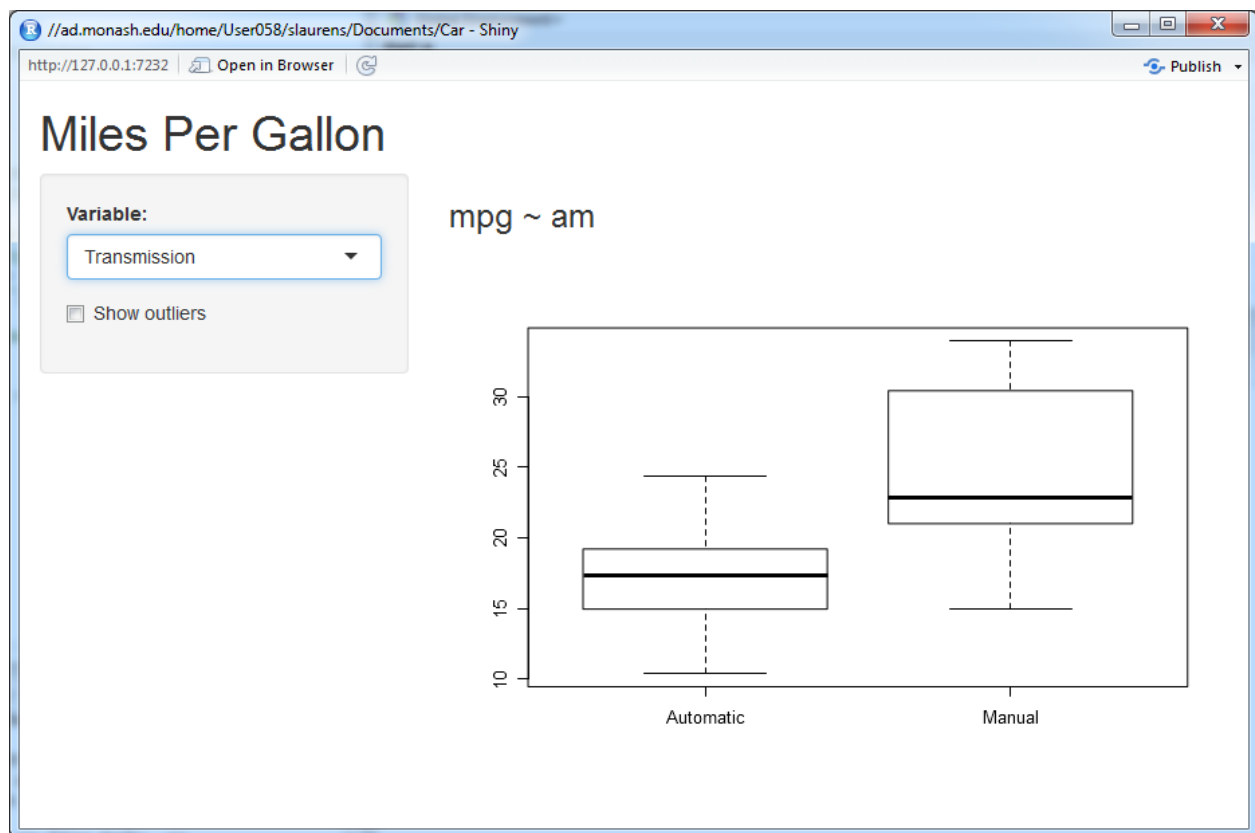 //ad.monash.edu/home/User058/slaurens/Documents/Car - Shiny
http://127.0.0.1:7232 Open in Browser Publish
Miles Per Gallon
Variable:
Transmission
Show outliers
mpg ~ am
30
25
20
15
10
Automatic Manual